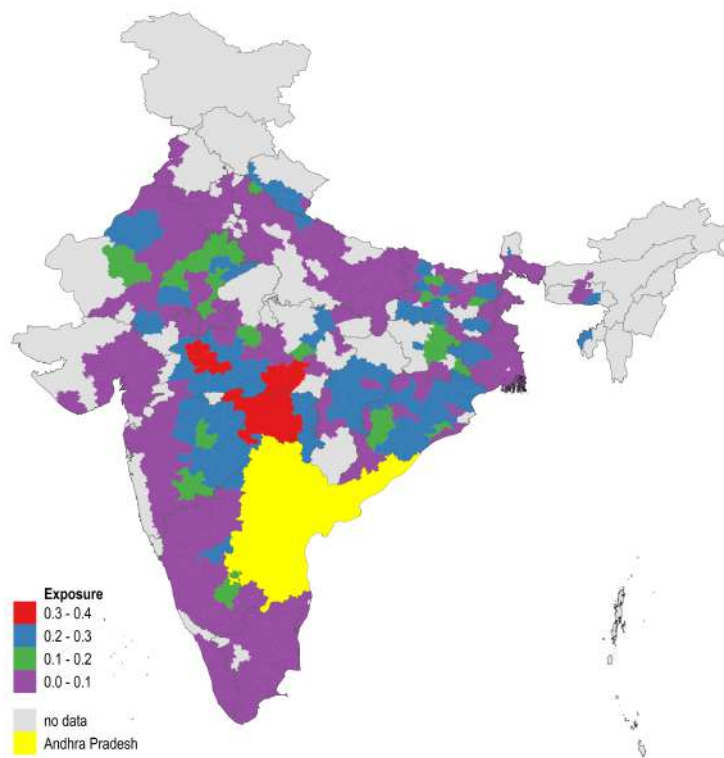 Exposure
0.3 - 0.4
0.2 - 0.3
0.1 - 0.2
0.0 - 0.1
no data
Andhra Pradesh